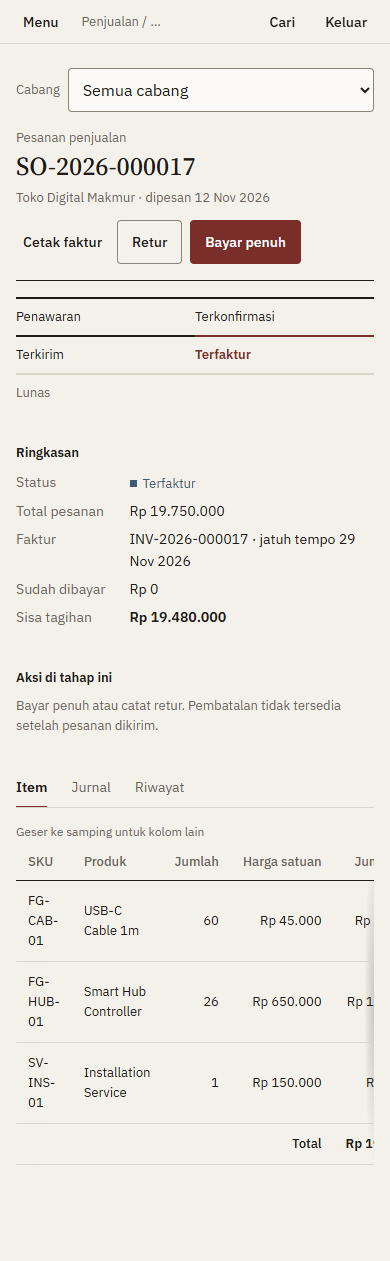 Menu Penjualan / ... Cari Keluar
Cabang Semua cabang
Pesanan penjualan
SO-2026-000017
Toko Digital Makmur · dipesan 12 Nov 2026
Cetak faktur Retur Bayar penuh
Penawaran Terkonfirmasi
Terkirim Terfaktur
Lunas
Ringkasan
Status Terfaktur
Total pesanan Rp 19.750.000
Faktur INV-2026-000017 · jatuh tempo 29
Nov 2026
Sudah dibayar Rp 0
Sisa tagihan Rp 19.480.000
Aksi di tahap ini
Bayar penuh atau catat retur. Pembatalan tidak tersedia
setelah pesanan dikirim.
Item Jurnal Riwayat
Geser ke samping untuk kolom lain
SKU Produk Jumlah Harga satuan
FG-
CAB-
01
USB-C
Cable 1m
60 Rp 45.000 Rp
FG-
HUB-
01
Smart Hub
Controller
26 Rp 650.000 Rp
SV-
INS-
01
Installation
Service
1 Rp 150.000
Total Rp